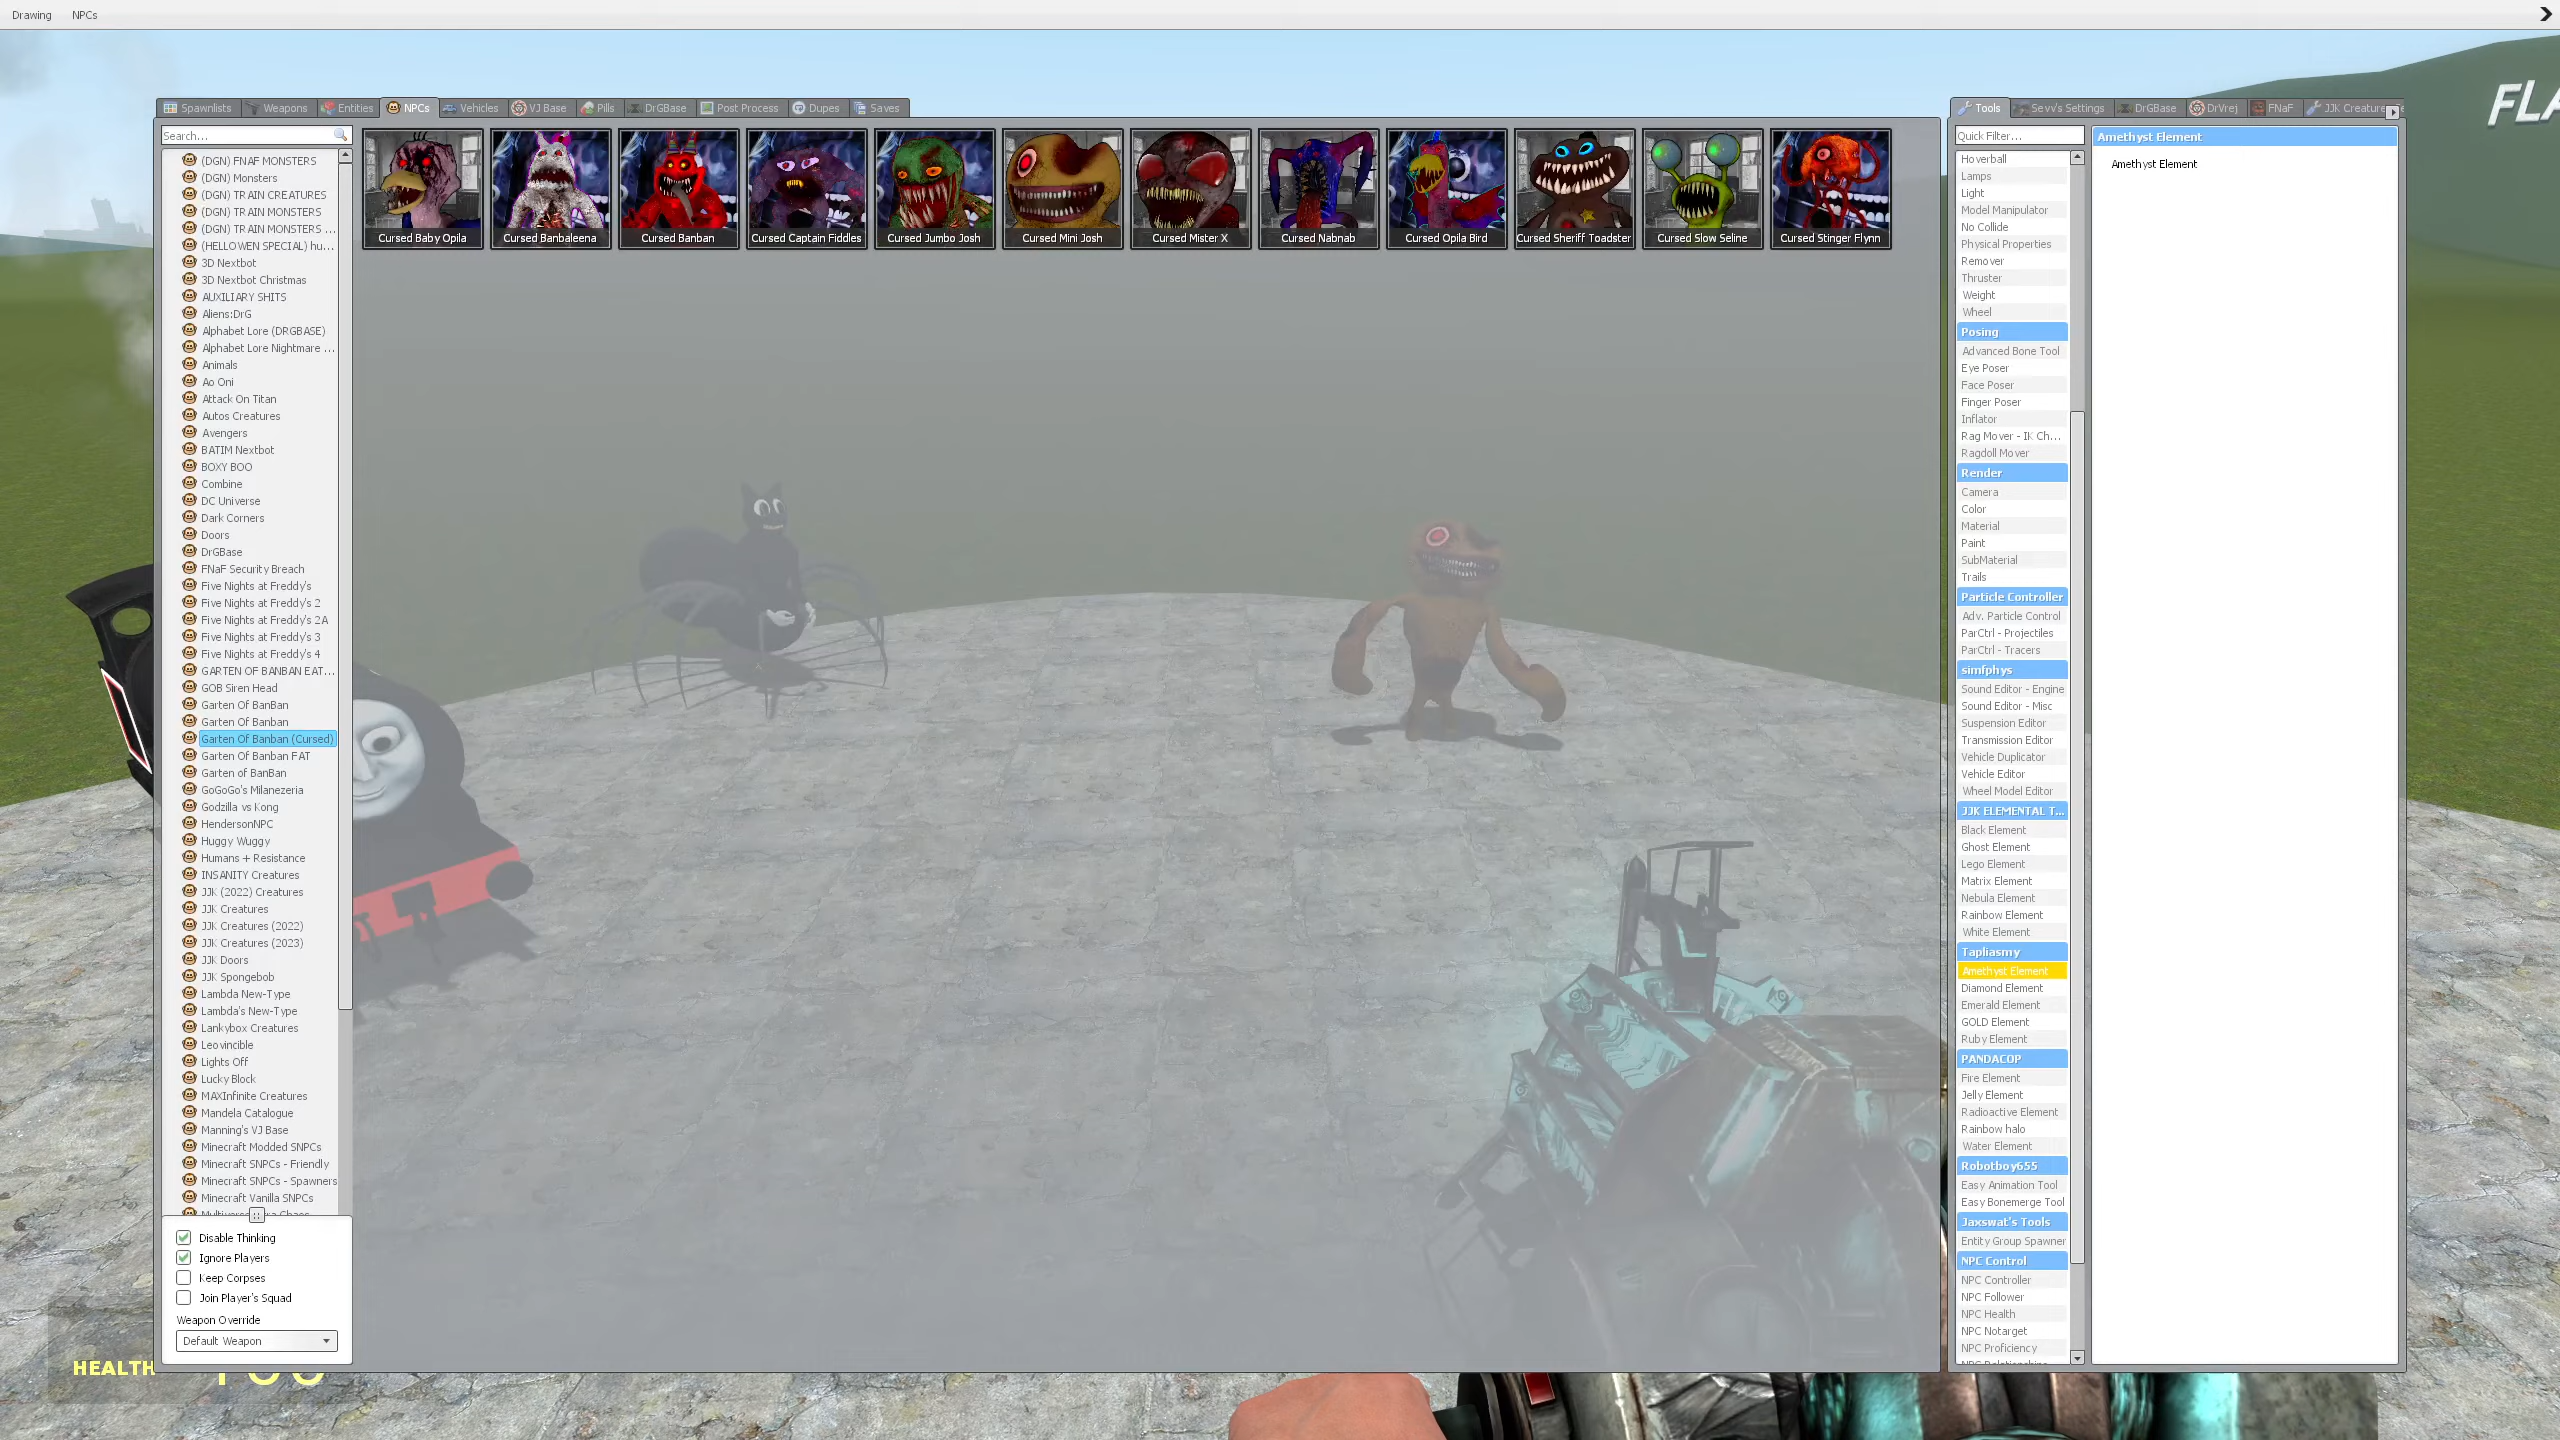 Drawing NPCs
FLA
Spawnlists Weapons Entities NPCs Vehicles VJ Base Pills DrGBase Post Process Dupes Saves
Search...
(DGN) FNAF MONSTERS
(DGN) Monsters
(DGN) TRAIN CREATURES
(DGN) TRAIN MONSTERS
(DGN) TRAIN MONSTERS ...
(HELLOWEN SPECIAL) hu...
3D Nextbot
3D Nextbot Christmas
AUXILIARY SHITS
Aliens:DrG
Alphabet Lore (DRGBASE)
Alphabet Lore Nightmare ...
Animals
Ao Oni
Attack On Titan
Autos Creatures
Avengers
BATIM Nextbot
BOXY BOO
Combine
DC Universe
Dark Corners
Doors
DrGBase
FNaF Security Breach
Five Nights at Freddy's
Five Nights at Freddy's 2
Five Nights at Freddy's 2A
Five Nights at Freddy's 3
Five Nights at Freddy's 4
GARTEN OF BANBAN EAT...
GOB Siren Head
Garten Of BanBan
Garten Of Banban
Garten Of Banban (Cursed)
Garten Of Banban FAT
Garten of BanBan
GoGoGo's Milanezeria
Godzilla vs Kong
HendersonNPC
Huggy Wuggy
Humans + Resistance
INSANITY Creatures
JJK (2022) Creatures
JJK Creatures
JJK Creatures (2022)
JJK Creatures (2023)
JJK Doors
JJK Spongebob
Lambda New-Type
Lambda's New-Type
Lankybox Creatures
Leovincible
Lights Off
Lucky Block
MAXInfinite Creatures
Mandela Catalogue
Manning's VJ Base
Minecraft Modded SNPCs
Minecraft SNPCs - Friendly
Minecraft SNPCs - Spawners
Minecraft Vanilla SNPCs
Disable Thinking
Ignore Players
Keep Corpses
Join Player's Squad
Weapon Override
Default Weapon
HEALTH 100
Cursed Baby Opila
Cursed Banbaleena
Cursed Banban
Cursed Captain Fiddles
Cursed Jumbo Josh
Cursed Mini Josh
Cursed Mister X
Cursed Nabnab
Cursed Opila Bird
Cursed Sheriff Toadster
Cursed Slow Seline
Cursed Stinger Flynn
Tools Sevv's Settings DrGBase DrVrej FNaF JJK Creature
Quick Filter...
Hoverball
Lamps
Light
Model Manipulator
No Collide
Physical Properties
Remover
Thruster
Weight
Wheel
Posing
Advanced Bone Tool
Eye Poser
Face Poser
Finger Poser
Inflator
Rag Mover - IK Ch...
Ragdoll Mover
Render
Camera
Color
Material
Paint
SubMaterial
Trails
Particle Controller
Adv. Particle Control
ParCtrl - Projectiles
ParCtrl - Tracers
simfphys
Sound Editor - Engine
Sound Editor - Misc
Suspension Editor
Transmission Editor
Vehicle Duplicator
Vehicle Editor
Wheel Model Editor
JJK ELEMENTAL T...
Black Element
Ghost Element
Lego Element
Matrix Element
Nebula Element
Rainbow Element
White Element
Tapliasmy
Amethyst Element
Diamond Element
Emerald Element
GOLD Element
Ruby Element
PANDACOP
Fire Element
Jelly Element
Radioactive Element
Rainbow halo
Water Element
Robotboy655
Easy Animation Tool
Easy Bonemerge Tool
Jaxswat's Tools
Entity Group Spawner
NPC Control
NPC Controller
NPC Follower
NPC Health
NPC Notarget
NPC Proficiency
Amethyst Element
Amethyst Element